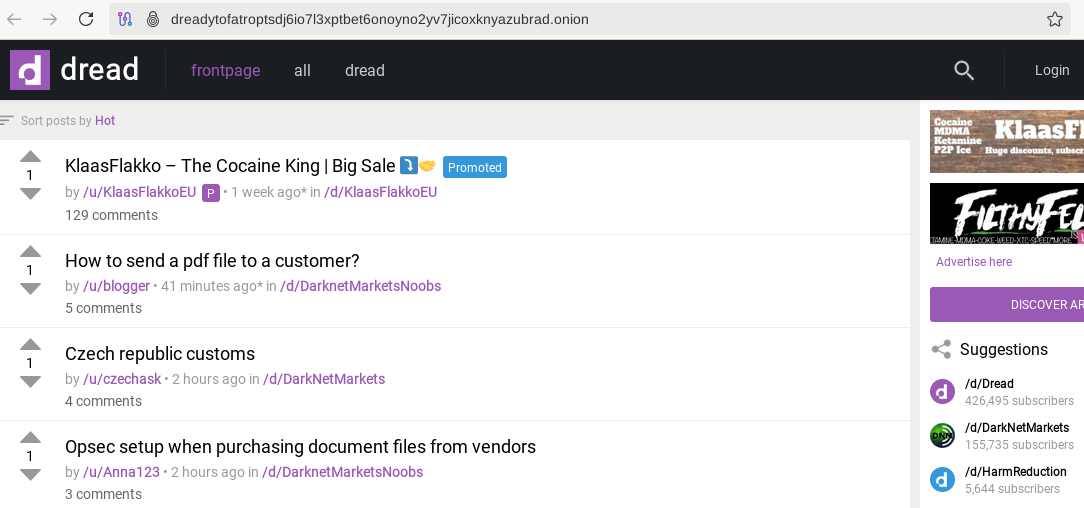 dreadytofatroptsdj6io7l3xptbet6onoyno2yv7jicoxknyazubrad.onion
dread
frontpage
all
dread
Login
Sort posts by Hot
1
KlaasFlakko – The Cocaine King | Big Sale ⤵️🤝 Promoted
by /u/KlaasFlakkoEU P • 1 week ago* in /d/KlaasFlakkoEU
129 comments
1
How to send a pdf file to a customer?
by /u/blogger • 41 minutes ago* in /d/DarknetMarketsNoobs
5 comments
1
Czech republic customs
by /u/czechask • 2 hours ago in /d/DarkNetMarkets
4 comments
1
Opsec setup when purchasing document files from vendors
by /u/Anna123 • 2 hours ago in /d/DarknetMarketsNoobs
3 comments
Cocaine
MDMA
Ketamine
P2P Ice
KlaasFl
Huge discounts, subscr
FilthyFel
ETAMINE-MDMA-COKE-WEED-XTC-SPEED*MORE
Advertise here
DISCOVER AR
Suggestions
/d/Dread
426,495 subscribers
DNM
/d/DarkNetMarkets
155,735 subscribers
/d/HarmReduction
5,644 subscribers